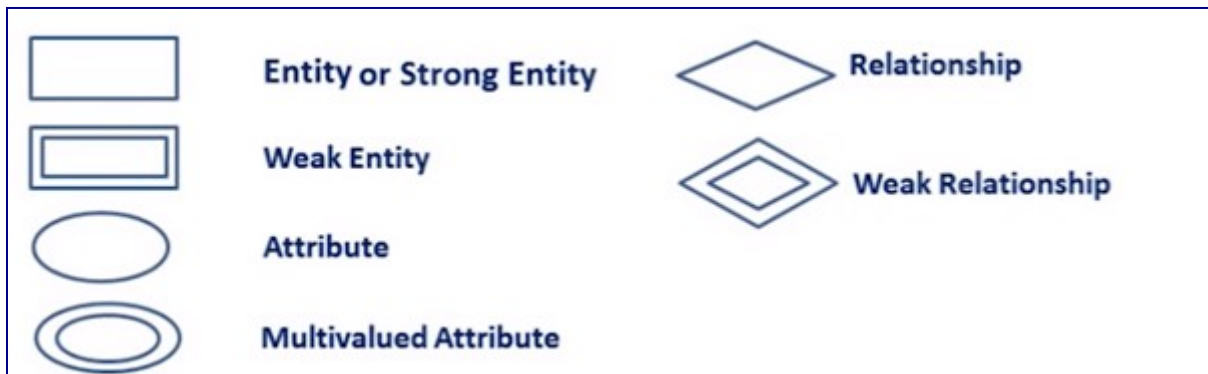 Entity or Strong Entity
Weak Entity
Attribute
Multivalued Attribute
Relationship
Weak Relationship